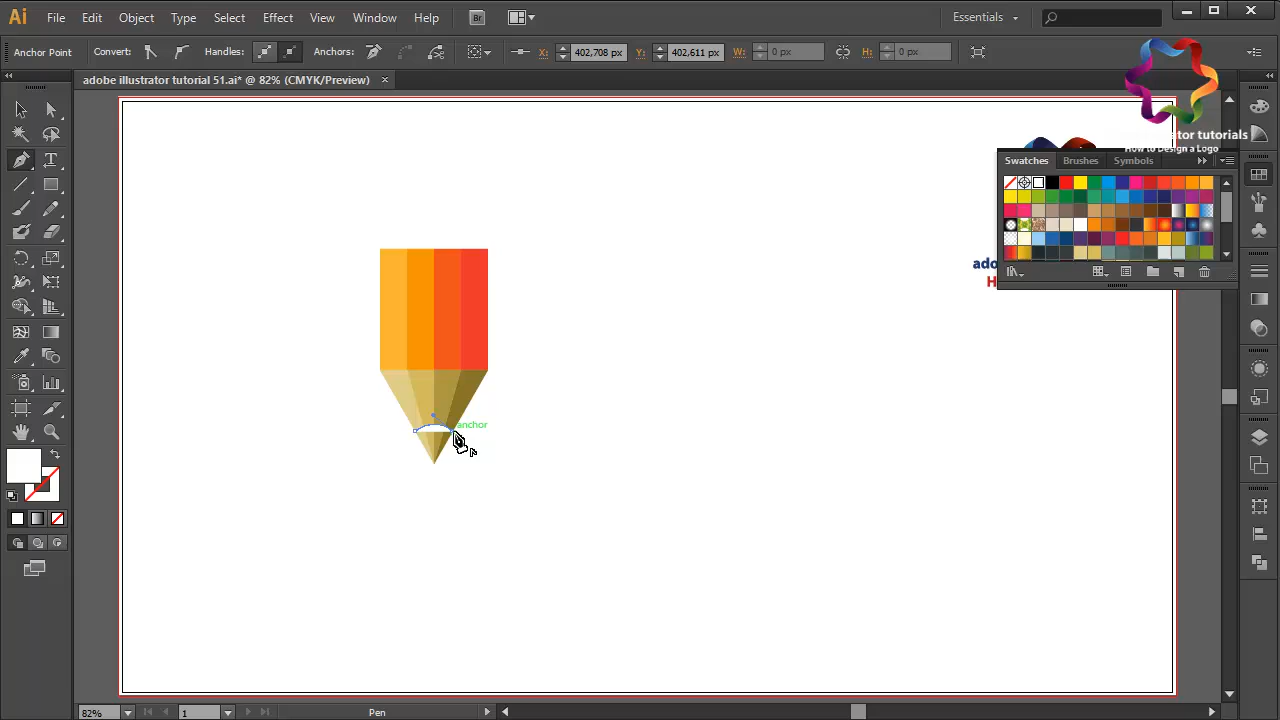 Ai File Edit Object Type Select Effect View Window Help Br Essentials
Anchor Point Convert: Handles: Anchors: X: 402,708 px Y: 402,611 px W: 0 px H: 0 px
adobe illustrator tutorial 51.ai* @ 82% (CMYK/Preview)
tor tutorials
How to Design a Logo
Swatches Brushes Symbols
T
ado
H
anchor
82% 1 Pen